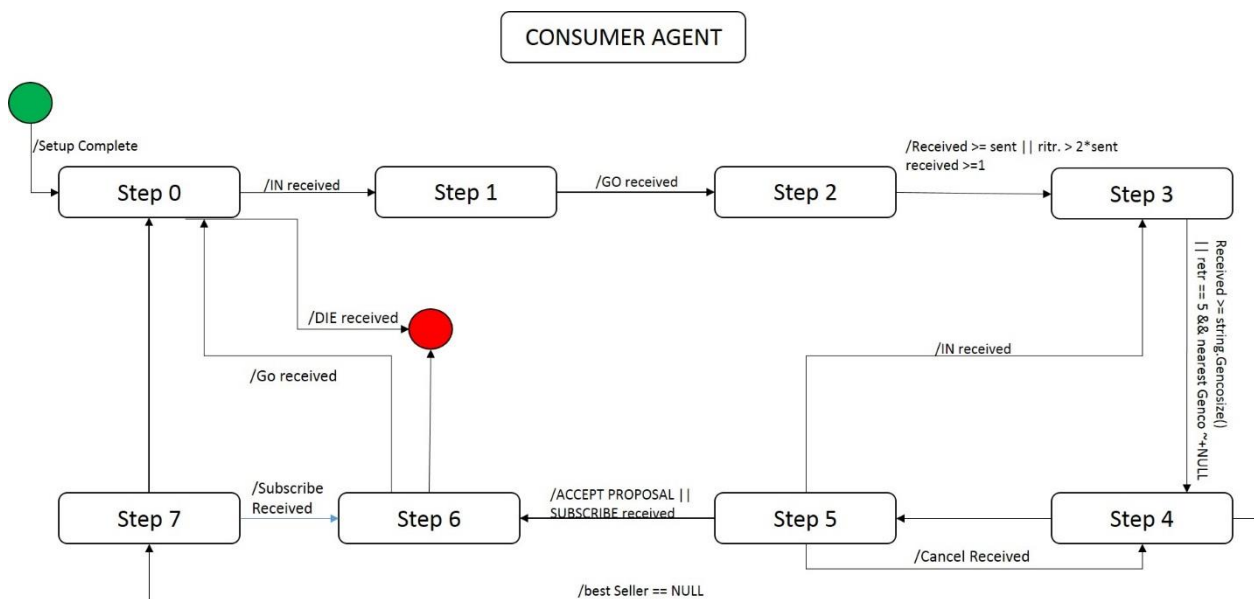 CONSUMER AGENT
/Setup Complete
/Received >= sent || ritr. > 2*sent
received >=1
Step 0
/IN received
Step 1
/GO received
Step 2
Step 3
Received >= string.Gencosize()
|| retr == 5 && nearest Genco ~+NULL
/DIE received
/IN received
/Go received
/Subscribe
Received
/ACCEPT PROPOSAL ||
SUBSCRIBE received
Step 7
Step 6
Step 5
Step 4
/Cancel Received
/best Seller == NULL